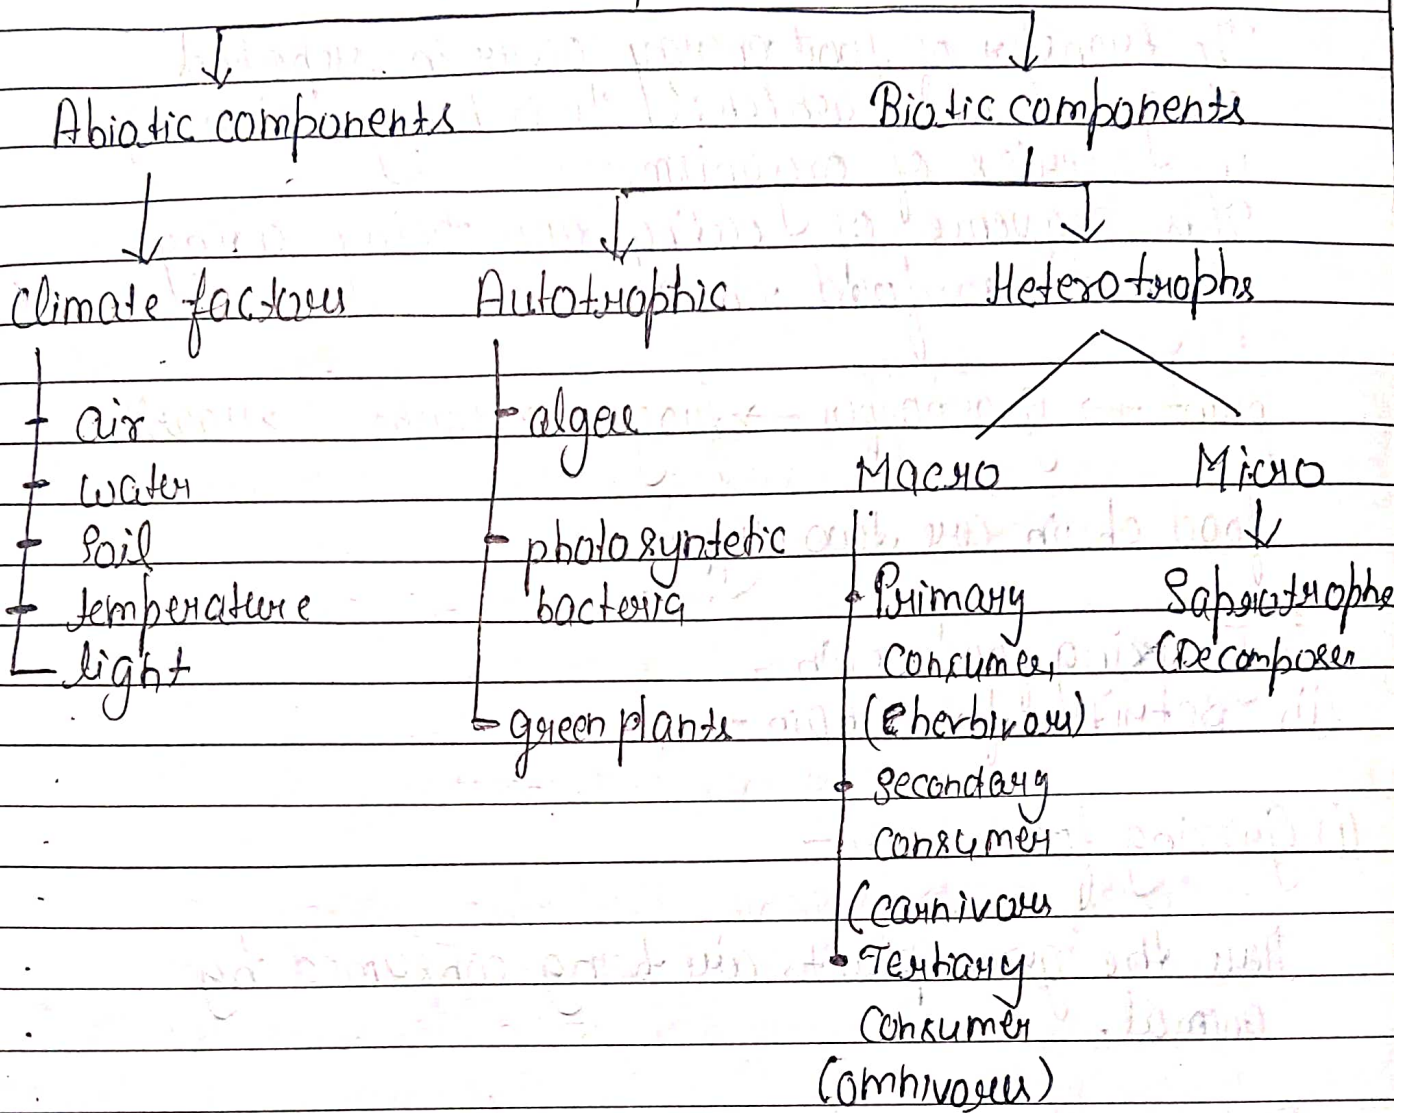 Abiotic components
Biotic components
Climate factors
Autotrophic
Heterotrophs
air
water
soil
temperature
light
algae
photosyntetic
bacteria
green plants
Macro
Micro
Primary
consumer
(herbivors)
secondary
consumer
(carnivors
Tertiary
consumer
(omnivores)
Saprotrophs
(Decomposer